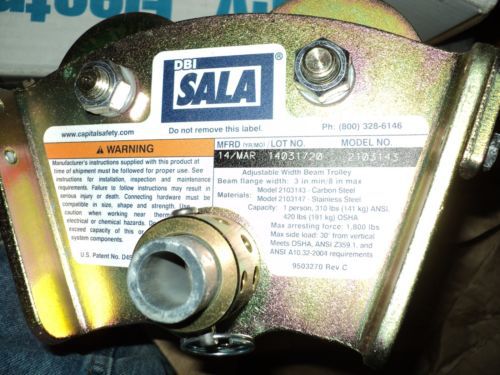 DBI
SALA®
Do not remove this label.
www.capitalsafety.com
Ph: (800) 328-6146
WARNING
Manufacturer's instructions supplied with this product at
time of shipment must be followed for proper use. See
instructions for installation, inspection and maintenance
requirements. Failure to follow instructions may result in
serious injury or death. Connecting hardware must be
compatible in size, shape and strength. Use
caution when working near
electrical or chemical
exceed capacity of this or
system components.
U.S. Patent No.
MFRD (YR/MO) LOT NO. MODEL NO.
14/MAR 14031720 2103143
Adjustable Width Beam Trolley
Beam flange width: 3 in min/8 in max
Materials: Model 2103143 - Carbon Steel
Model 2103147 - Stainless Steel
Capacity: 1 person, 310 lbs (141 kg) ANSI,
420 lbs (191 kg) OSHA
Max arresting force: 1,800 lbs
Max side load: 30° from vertical
Meets OSHA, ANSI Z359.1, and
ANSI A10.32-2004 requirements
9503270 Rev C